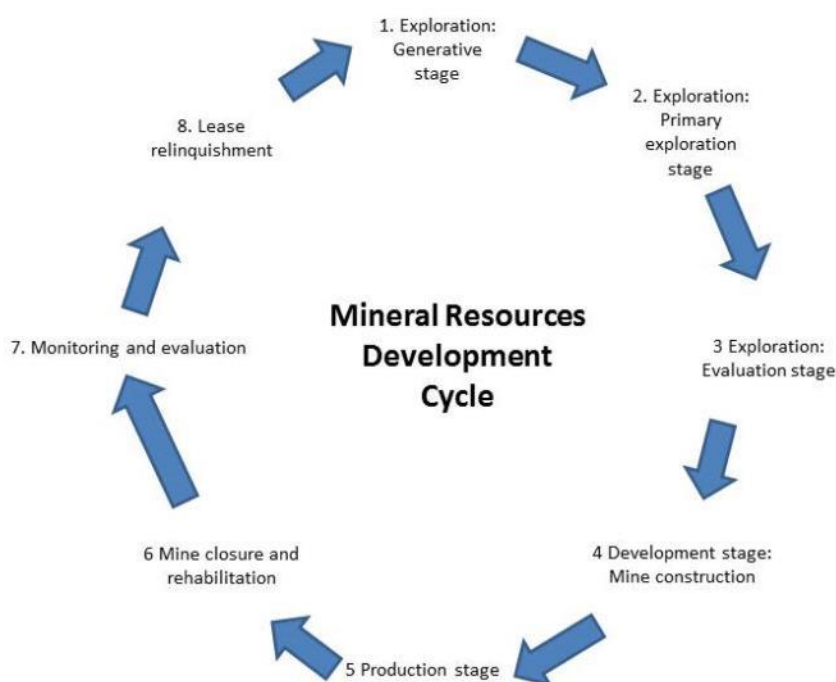 1. Exploration:
Generative
stage
2. Exploration:
Primary
exploration
stage
3 Exploration:
Evaluation stage
4 Development stage:
Mine construction
5 Production stage
6 Mine closure and
rehabilitation
7. Monitoring and evaluation
8. Lease
relinquishment
Mineral Resources
Development
Cycle